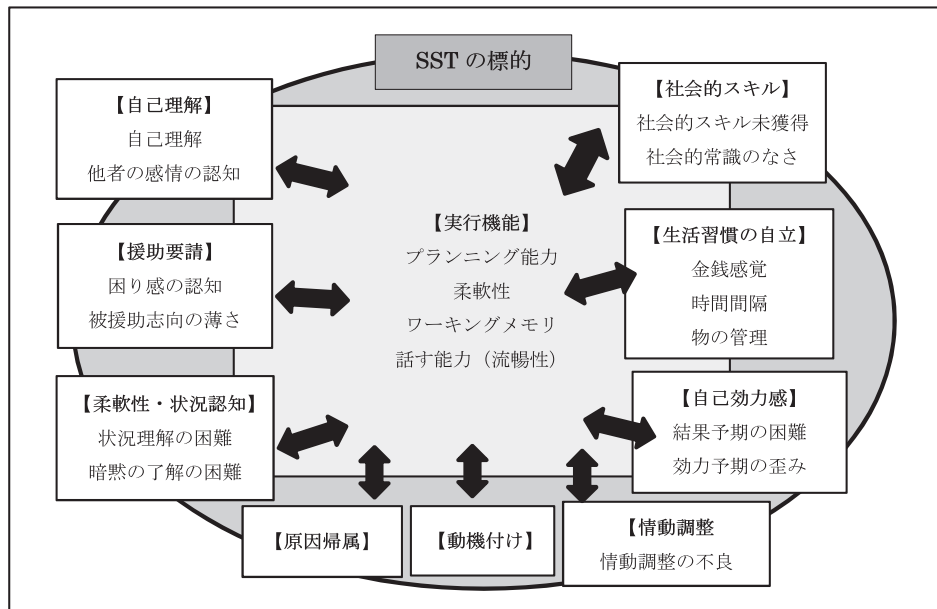 SST の標的
【自己理解】
自己理解
他者の感情の認知
【援助要請】
困り感の認知
被援助志向の薄さ
【柔軟性・状況認知】
状況理解の困難
暗黙の了解の困難
【実行機能】
プランニング能力
柔軟性
ワーキングメモリ
話す能力（流暢性）
【社会的スキル】
社会的スキル未獲得
社会的常識のなさ
【生活習慣の自立】
金銭感覚
時間間隔
物の管理
【自己効力感】
結果予期の困難
効力予期の歪み
【原因帰属】
【動機付け】
【情動調整
情動調整の不良